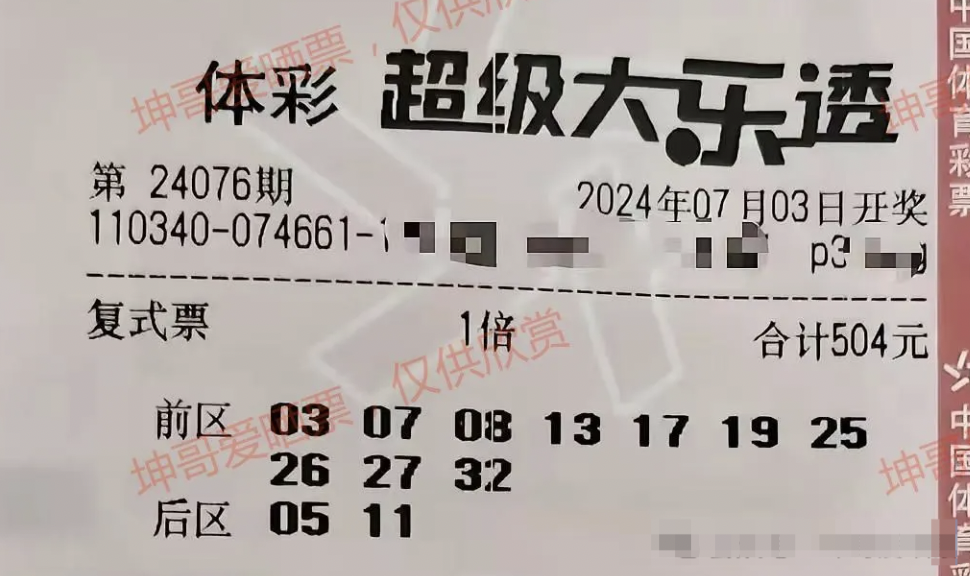 体彩 超级大乐透
第 24076期 2024年07月03日开奖
110340-074661- p3
复式票 1倍 合计504元
前区 03 07 08 13 17 19 25
26 27 32
后区 05 11
坤哥爱晒票，仅供欣赏
坤哥爱晒票，仅供欣赏
坤哥
坤哥
中国体育彩票
中国体育彩